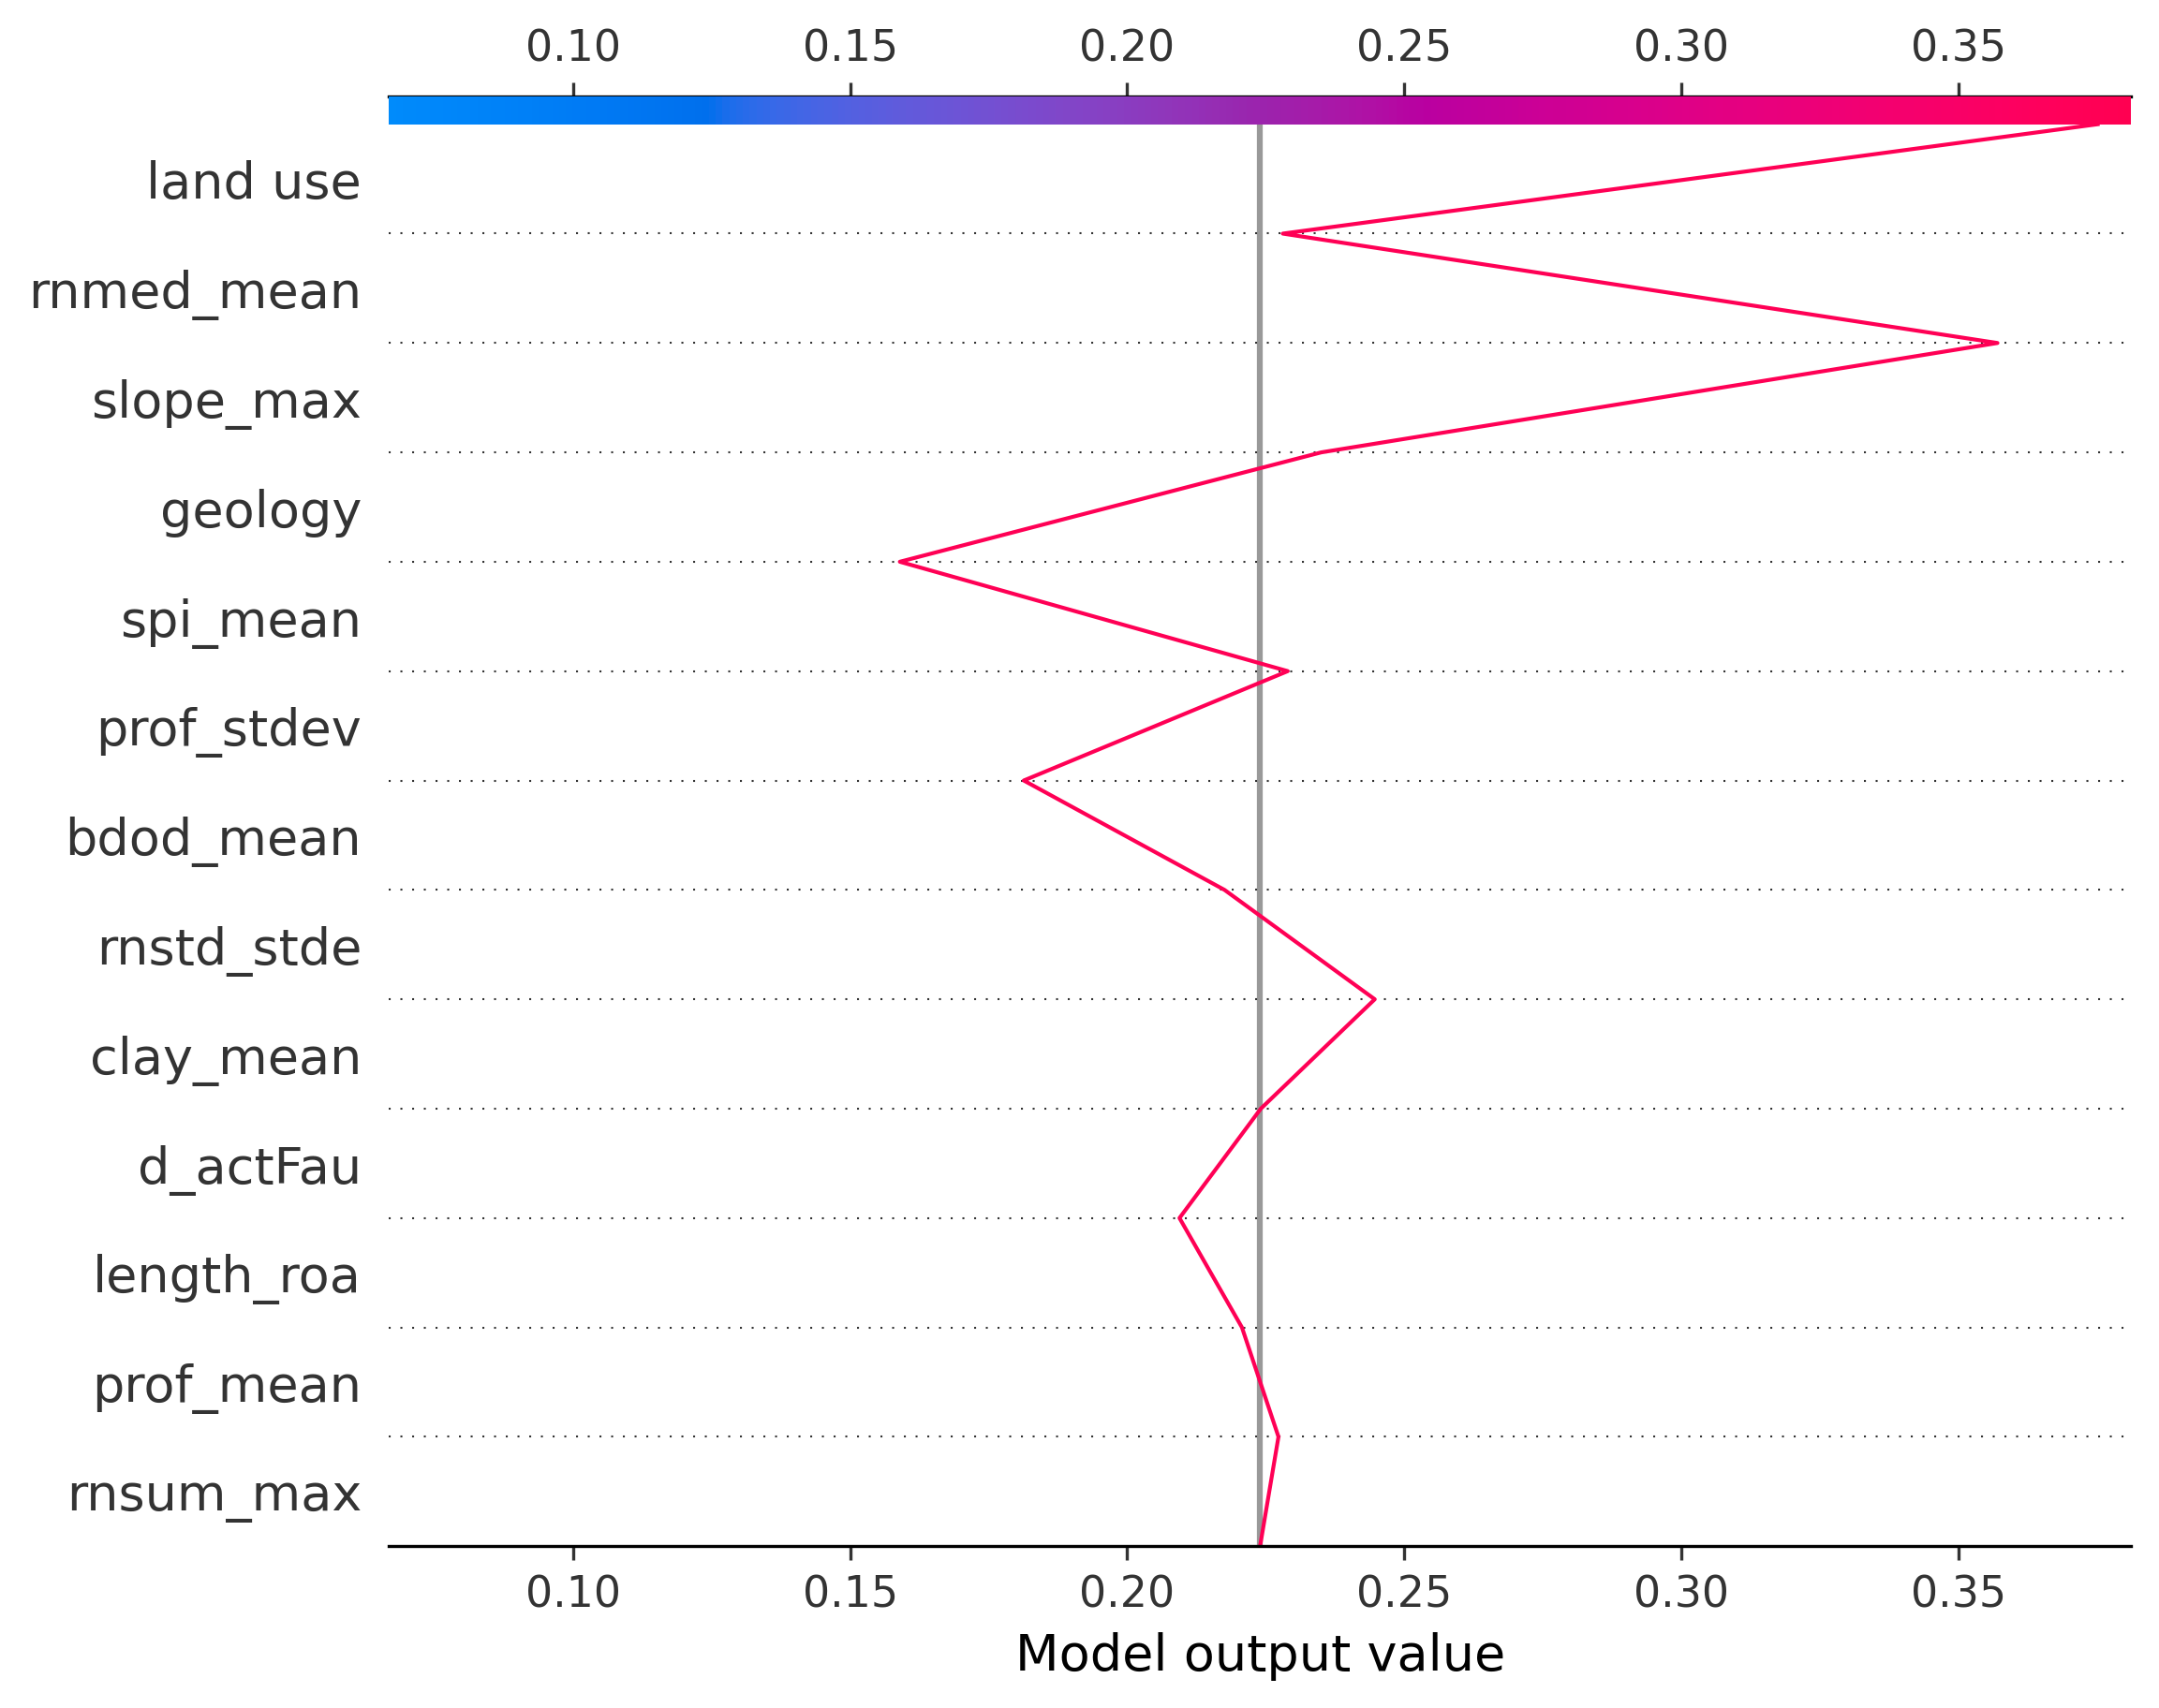 0.10 0.15 0.20 0.25 0.30 0.35
land use
rnmed_mean
slope_max
geology
spi_mean
prof_stdev
bdod_mean
rnstd_stde
clay_mean
d_actFau
length_roa
prof_mean
rnsum_max
0.10 0.15 0.20 0.25 0.30 0.35
Model output value